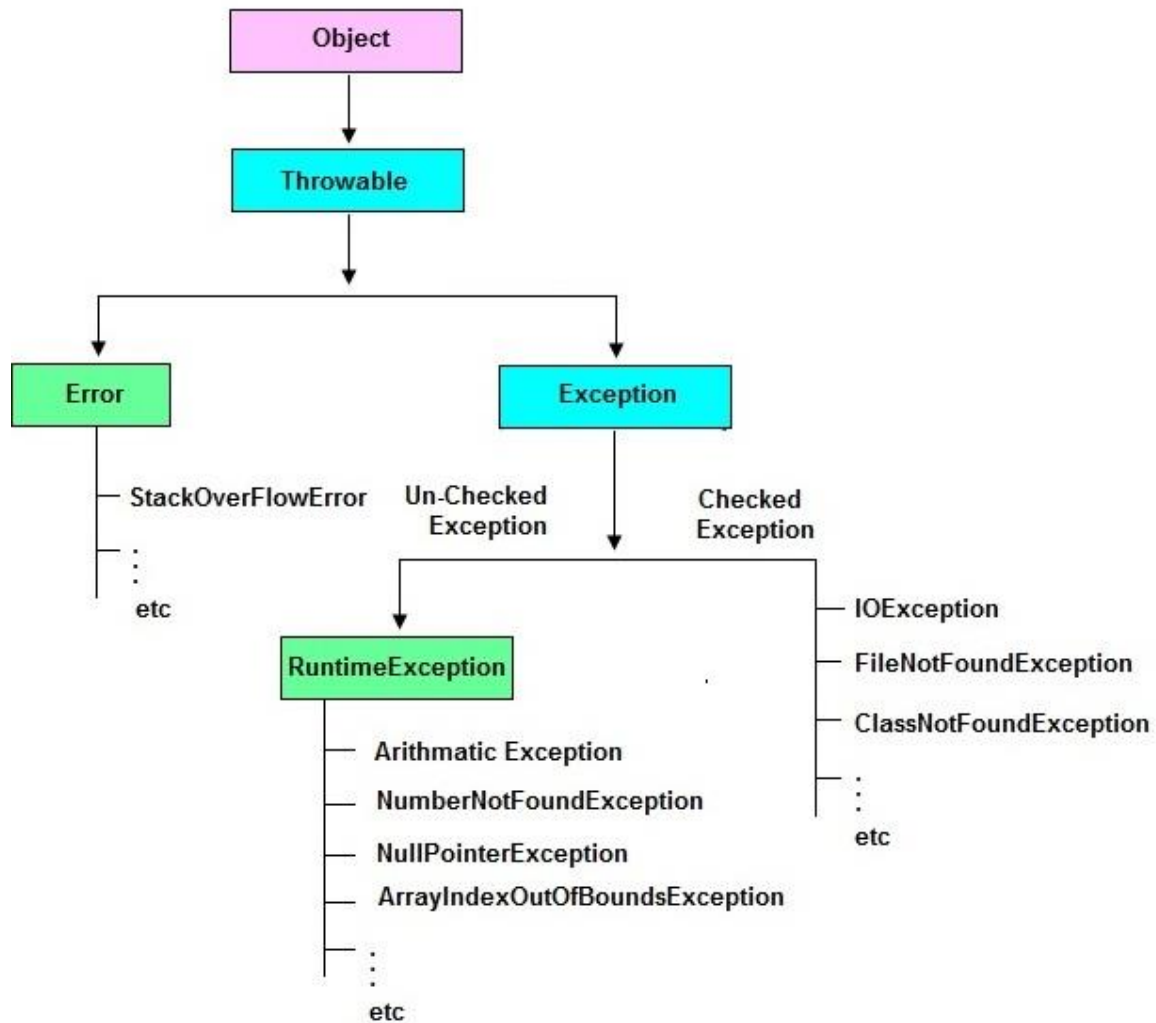 Object
Throwable
Error
Exception
StackOverFlowError
etc
Un-Checked
Exception
Checked
Exception
RuntimeException
Arithmatic Exception
NumberNotFoundException
NullPointerException
ArrayIndexOutOfBoundsException
etc
IOException
FileNotFoundException
ClassNotFoundException
etc